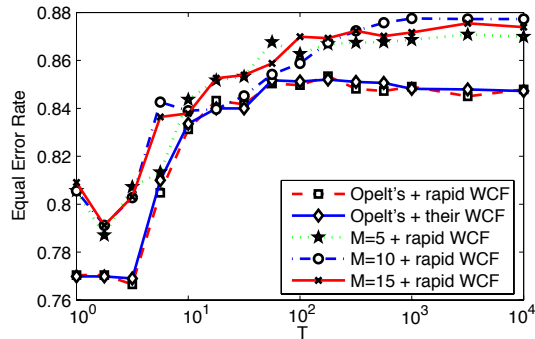 0.88
0.86
0.84
0.82
0.8
0.78
0.76
Equal Error Rate
10^0
10^1
10^2
10^3
10^4
T
Opelt's + rapid WCF
Opelt's + their WCF
M=5 + rapid WCF
M=10 + rapid WCF
M=15 + rapid WCF